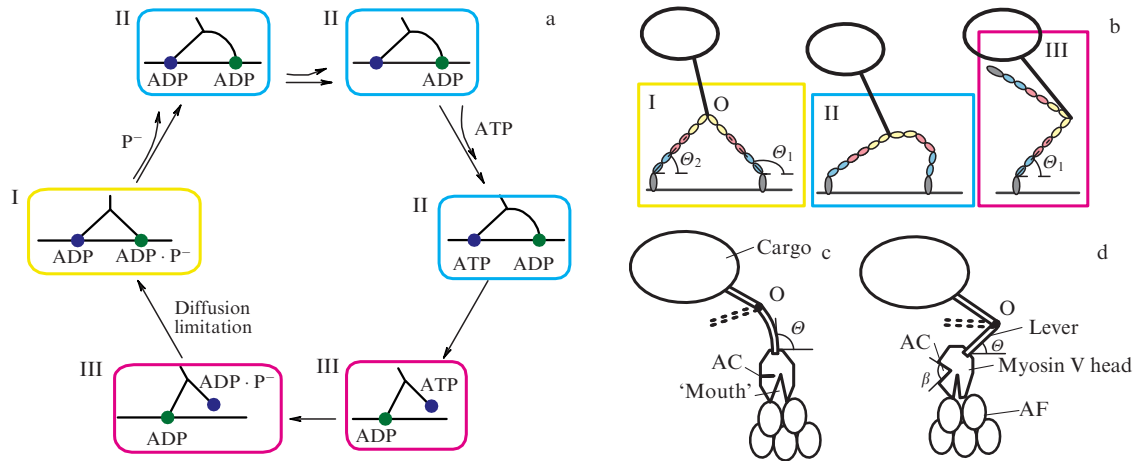 a
II
ADP
ADP
II
ADP
P⁻
ATP
I
ADP
ADP · P⁻
II
ATP
ADP
Diffusion
limitation
III
ADP · P⁻
ADP
III
ATP
ADP
b
I
O
Θ₂
Θ₁
II
III
Θ₁
c
Cargo
O
Θ
AC
'Mouth'
d
O
Lever
Θ
AC
Myosin V head
β
AF